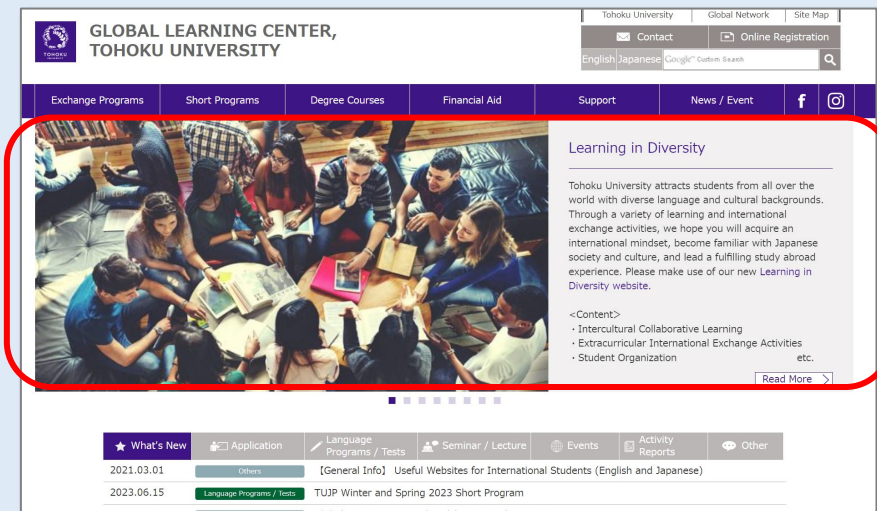 Tohoku University
Global Network
Site Map
GLOBAL LEARNING CENTER,
TOHOKU UNIVERSITY
TOHOKU
Contact
Online Registration
English
Japanese
Google™ Custom Search
Exchange Programs
Short Programs
Degree Courses
Financial Aid
Support
News / Event
f
Learning in Diversity
Tohoku University attracts students from all over the
world with diverse language and cultural backgrounds.
Through a variety of learning and international
exchange activities, we hope you will acquire an
international mindset, become familiar with Japanese
society and culture, and lead a fulfilling study abroad
experience. Please make use of our new Learning in
Diversity website.
<Content>
・Intercultural Collaborative Learning
・Extracurricular International Exchange Activities
・Student Organization etc.
Read More
What's New
Application
Language
Programs / Tests
Seminar / Lecture
Events
Activity
Reports
Other
2021.03.01 Others 【General Info】 Useful Websites for International Students (English and Japanese)
2023.06.15 Language Programs / Tests TUJP Winter and Spring 2023 Short Program